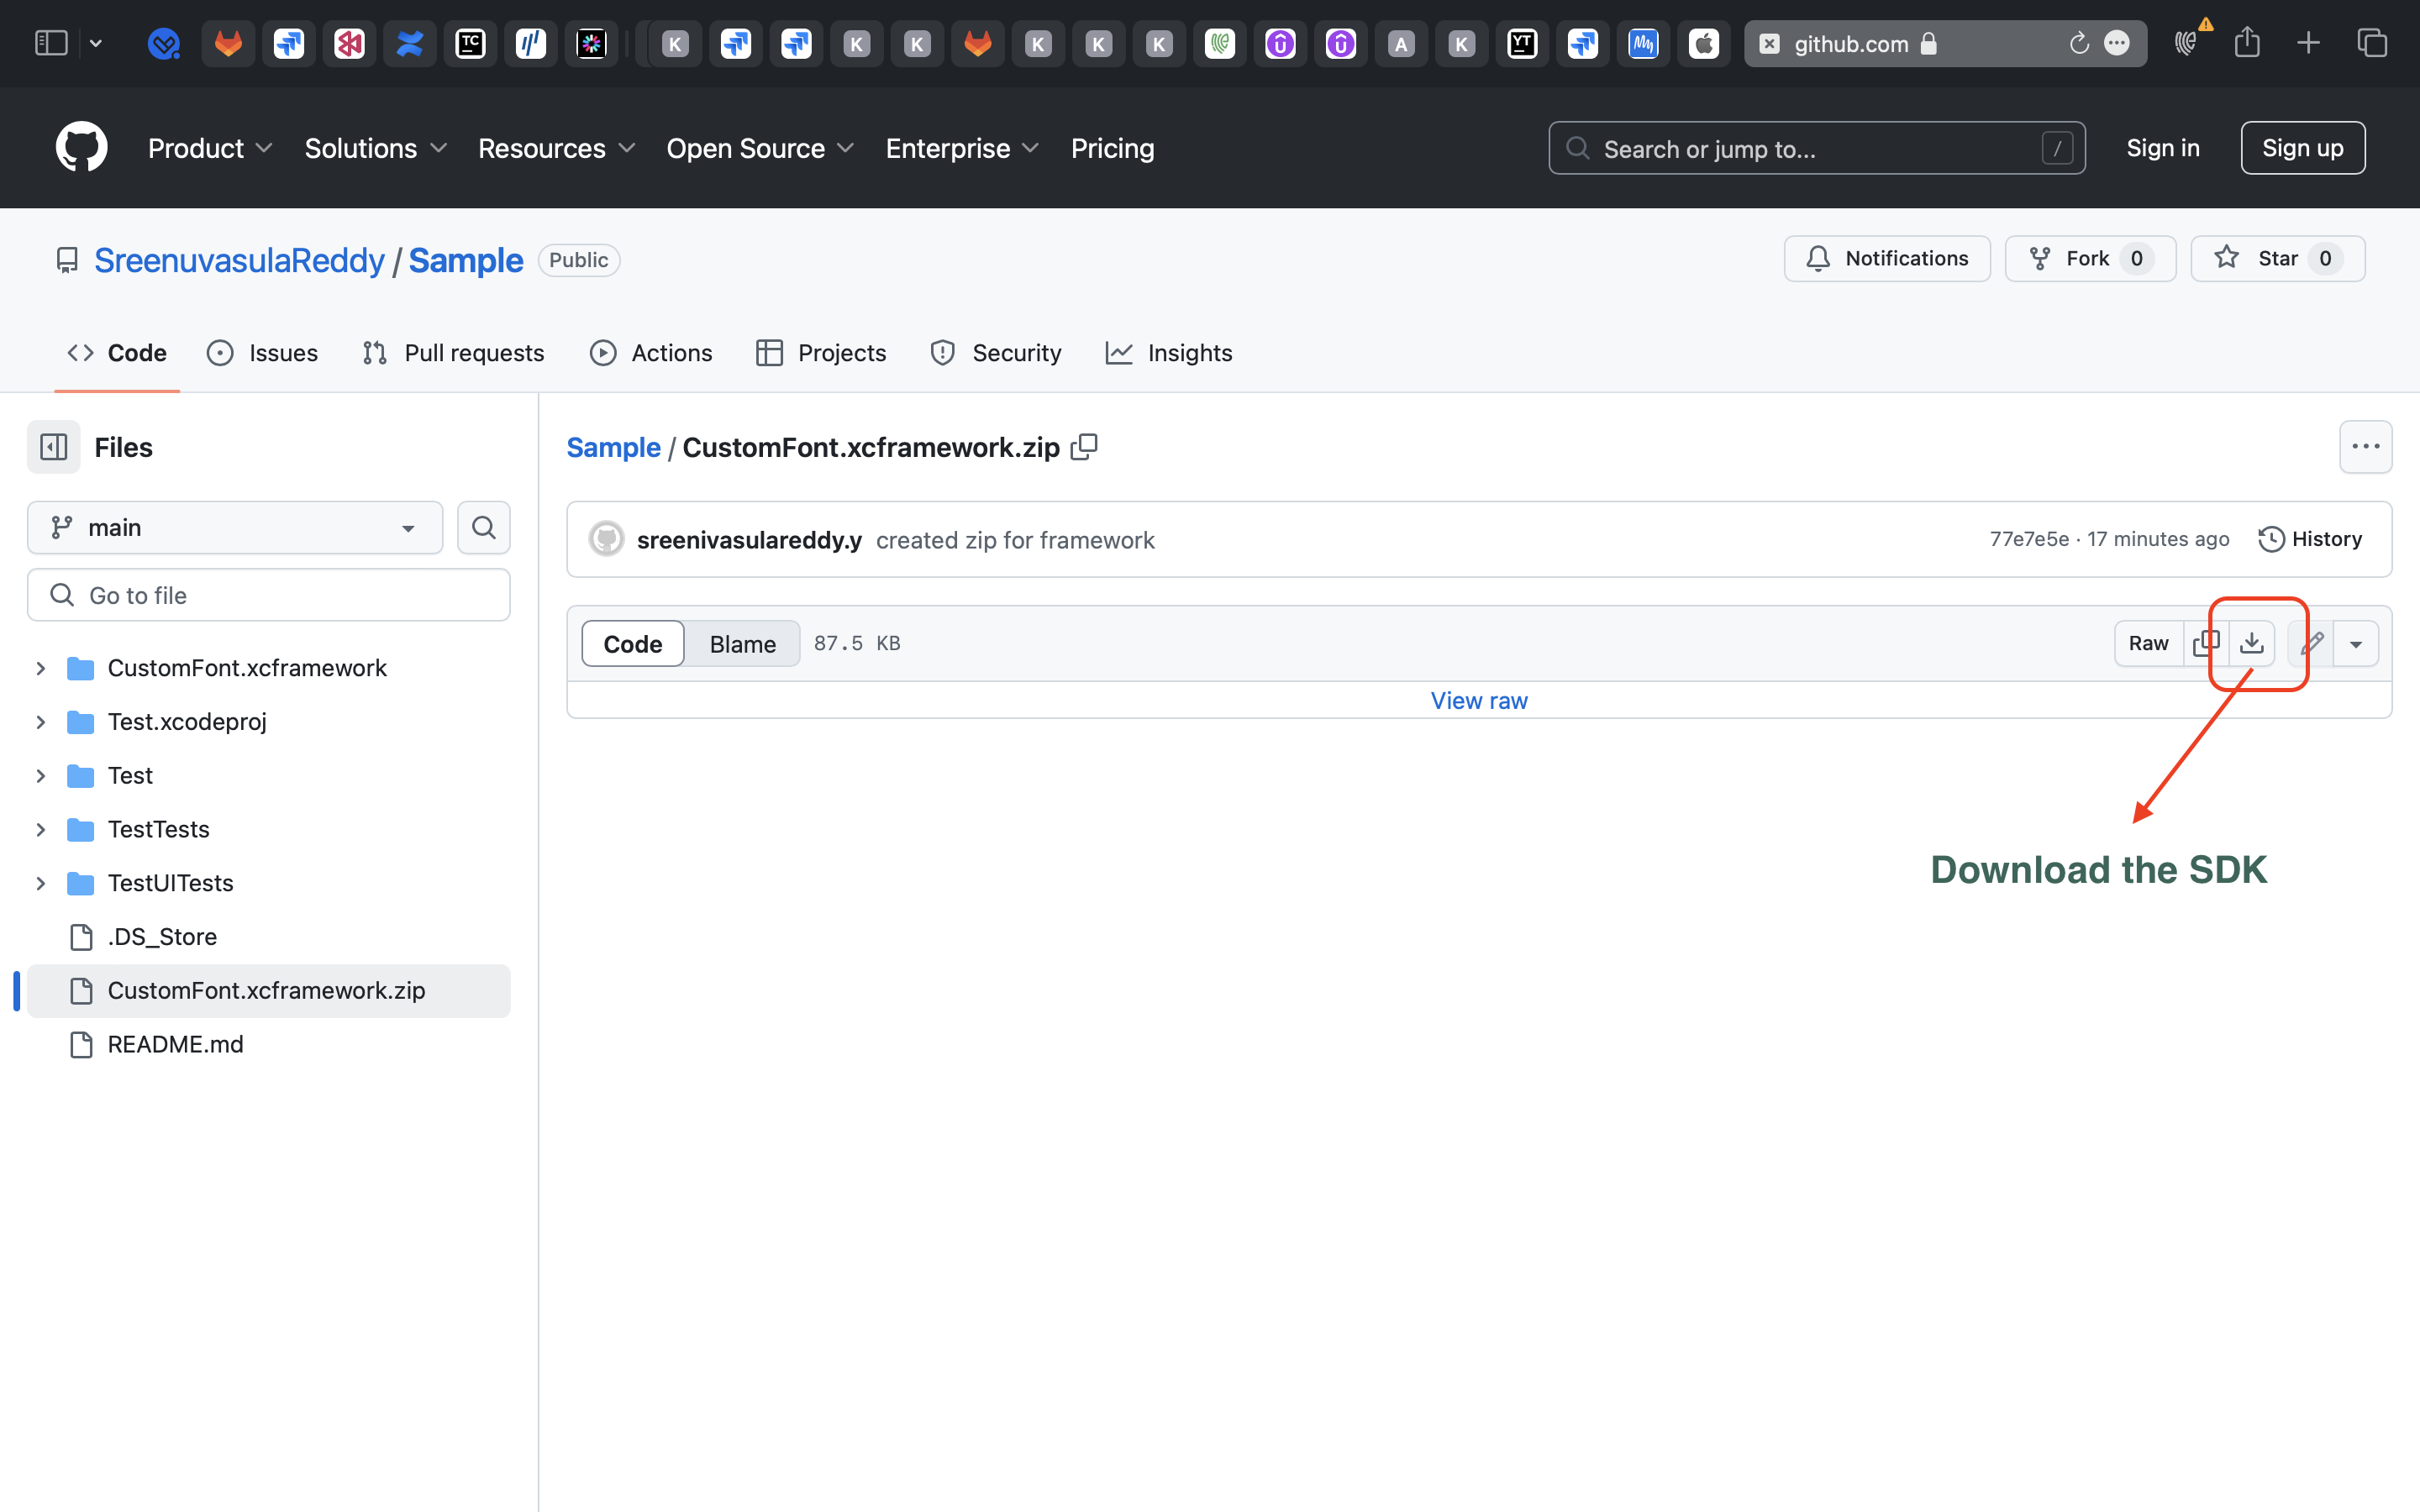 TC
K
K
K
K
K
K
A
K
YT
github.com
Product
Solutions
Resources
Open Source
Enterprise
Pricing
Search or jump to...
/
Sign in
Sign up
SreenuvasulaReddy / Sample
Public
Notifications
Fork 0
Star 0
Code
Issues
Pull requests
Actions
Projects
Security
Insights
Files
main
Go to file
CustomFont.xcframework
Test.xcodeproj
Test
TestTests
TestUITests
.DS_Store
CustomFont.xcframework.zip
README.md
Sample / CustomFont.xcframework.zip
sreenivasulareddy.y created zip for framework
77e7e5e · 17 minutes ago
History
Code
Blame
87.5 KB
Raw
View raw
Download the SDK